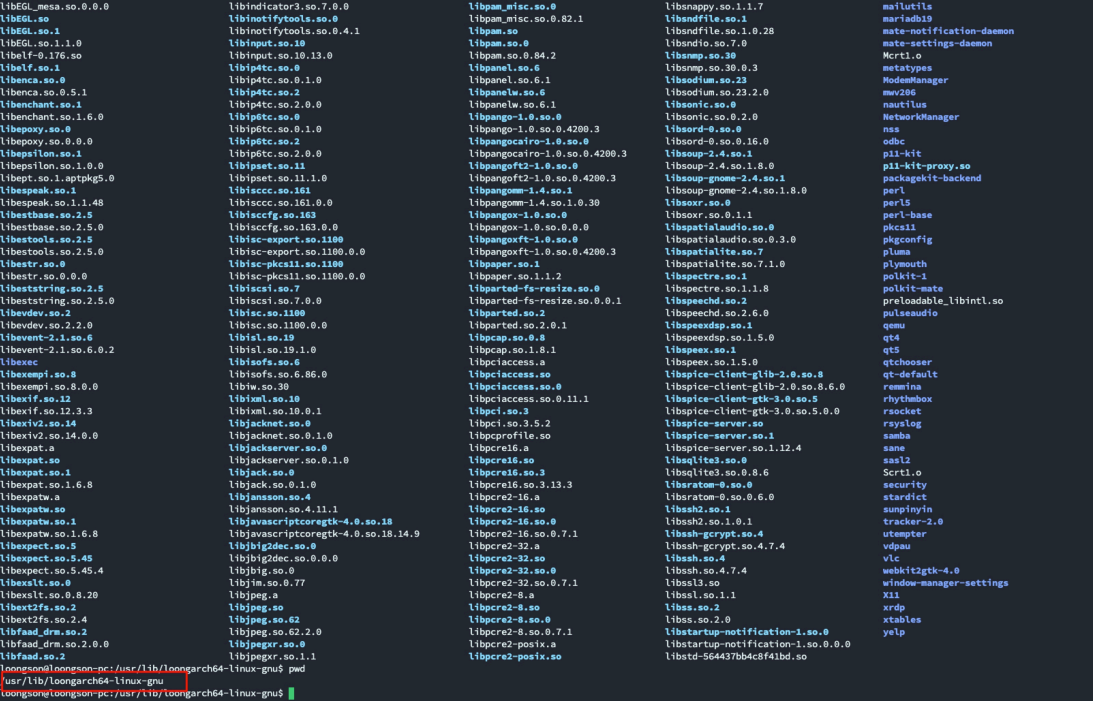 libEGL_mesa.so.0.0.0 libindicator3.so.7.0.0 libpam_misc.so.0 libsnappy.so.1.1.7 mailutils
libEGL.so libinotifytools.so.0 libpam_misc.so.0.82.1 libsndfile.so.1 mariadb19
libEGL.so.1 libinotifytools.so.0.4.1 libpam.so libsndfile.so.1.0.28 mate-notification-daemon
libEGL.so.1.1.0 libinput.so.10 libpam.so.0 libsndio.so.7.0 mate-settings-daemon
libelf-0.176.so libinput.so.10.13.0 libpam.so.0.84.2 libsnmp.so.30 Mcrt1.o
libelf.so.1 libip4tc.so.0 libpanel.so.6 libsnmp.so.30.0.3 metatypes
libenca.so.0 libip4tc.so.0.1.0 libpanel.so.6.1 libsodium.so.23 ModemManager
libenca.so.0.5.1 libip4tc.so.2 libpanelw.so.6 libsodium.so.23.2.0 mwv206
libenchant.so.1 libip4tc.so.2.0.0 libpanelw.so.6.1 libsonic.so.0 nautilus
libenchant.so.1.6.0 libip6tc.so.0 libpango-1.0.so.0 libsonic.so.0.2.0 NetworkManager
libepoxy.so.0 libip6tc.so.0.1.0 libpango-1.0.so.0.4200.3 libsord-0.so.0 nss
libepoxy.so.0.0.0 libip6tc.so.2 libpangocairo-1.0.so.0 libsord-0.so.0.16.0 odbc
libepsilon.so.1 libip6tc.so.2.0.0 libpangocairo-1.0.so.0.4200.3 libsoup-2.4.so.1 p11-kit
libepsilon.so.1.0.0 libipset.so.11 libpangoft2-1.0.so.0 libsoup-2.4.so.1.8.0 p11-kit-proxy.so
libept.so.1.aptpkg5.0 libipset.so.11.1.0 libpangoft2-1.0.so.0.4200.3 libsoup-gnome-2.4.so.1 packagekit-backend
libespeak.so.1 libisccc.so.161 libpangomm-1.4.so.1 libsoup-gnome-2.4.so.1.8.0 perl
libespeak.so.1.1.48 libisccc.so.161.0.0 libpangomm-1.4.so.1.0.30 libsoxr.so.0 perl5
libestbase.so.2.5 libisccfg.so.163 libpangox-1.0.so.0 libsoxr.so.0.1.1 perl-base
libestbase.so.2.5.0 libisccfg.so.163.0.0 libpangox-1.0.so.0.0.0 libspatialaudio.so.0 pkcs11
libestools.so.2.5 libisc-export.so.1100 libpangoxft-1.0.so.0 libspatialaudio.so.0.3.0 pkgconfig
libestools.so.2.5.0 libisc-export.so.1100.0.0 libpangoxft-1.0.so.0.4200.3 libspatialite.so.7 pluma
libestr.so.0 libisc-pkcs11.so.1100 libpaper.so.1 libspatialite.so.7.1.0 plymouth
libestr.so.0.0.0 libisc-pkcs11.so.1100.0.0 libpaper.so.1.1.2 libspectre.so.1 polkit-1
libeststring.so.2.5 libiscsi.so.7 libparted-fs-resize.so.0 libspectre.so.1.1.8 polkit-mate
libeststring.so.2.5.0 libiscsi.so.7.0.0 libparted-fs-resize.so.0.0.1 libspeechd.so.2 preloadable_libintl.so
libevdev.so.2 libisc.so.1100 libparted.so.2 libspeechd.so.2.6.0 pulseaudio
libevdev.so.2.2.0 libisc.so.1100.0.0 libparted.so.2.0.1 libspeexdsp.so.1 qemu
libevent-2.1.so.6 libisl.so.19 libpcap.so.0.8 libspeexdsp.so.1.5.0 qt4
libevent-2.1.so.6.0.2 libisl.so.19.1.0 libpcap.so.1.8.1 libspeex.so.1 qt5
libexec libisofs.so.6 libpciaccess.a libspeex.so.1.5.0 qtchooser
libexempi.so.8 libisofs.so.6.86.0 libpciaccess.so libspice-client-glib-2.0.so.8 qt-default
libexempi.so.8.0.0 libiw.so.30 libpciaccess.so.0 libspice-client-glib-2.0.so.8.6.0 remmina
libexif.so.12 libixml.so.10 libpciaccess.so.0.11.1 libspice-client-gtk-3.0.so.5 rhythmbox
libexif.so.12.3.3 libixml.so.10.0.1 libpci.so.3 libspice-client-gtk-3.0.so.5.0.0 rsocket
libexiv2.so.14 libjacknet.so.0 libpci.so.3.5.2 libspice-server.so rsyslog
libexiv2.so.14.0.0 libjacknet.so.0.1.0 libpcprofile.so libspice-server.so.1 samba
libexpat.a libjackserver.so.0 libpcre16.a libspice-server.so.1.12.4 sane
libexpat.so libjackserver.so.0.1.0 libpcre16.so libsqlite3.so.0 sasl2
libexpat.so.1 libjack.so.0 libpcre16.so.3 libsqlite3.so.0.8.6 Scrt1.o
libexpat.so.1.6.8 libjack.so.0.1.0 libpcre16.so.3.13.3 libsratom-0.so.0 security
libexpatw.a libjansson.so.4 libpcre2-16.a libsratom-0.so.0.6.0 stardict
libexpatw.so libjansson.so.4.11.1 libpcre2-16.so libssh2.so.1 sunpinyin
libexpatw.so.1 libjavascriptcoregtk-4.0.so.18 libpcre2-16.so.0 libssh2.so.1.0.1 tracker-2.0
libexpatw.so.1.6.8 libjavascriptcoregtk-4.0.so.18.14.9 libpcre2-16.so.0.7.1 libssh-gcrypt.so.4 utempter
libexpect.so.5 libjbig2dec.so.0 libpcre2-32.a libssh-gcrypt.so.4.7.4 vdpau
libexpect.so.5.45 libjbig2dec.so.0.0.0 libpcre2-32.so libssh.so.4 vlc
libexpect.so.5.45.4 libjbig.so.0 libpcre2-32.so.0 libssh.so.4.7.4 webkit2gtk-4.0
libexslt.so.0 libjim.so.0.77 libpcre2-32.so.0.7.1 libssl3.so window-manager-settings
libexslt.so.0.8.20 libjpeg.a libpcre2-8.a libssl.so.1.1 X11
libext2fs.so.2 libjpeg.so libpcre2-8.so libss.so.2 xrdp
libext2fs.so.2.4 libjpeg.so.62 libpcre2-8.so.0 libss.so.2.0 xtables
libfaad_drm.so.2 libjpeg.so.62.2.0 libpcre2-8.so.0.7.1 libstartup-notification-1.so.0 yelp
libfaad_drm.so.2.0.0 libjpegxr.so.0 libpcre2-posix.a libstartup-notification-1.so.0.0.0
libfaad.so.2 libjpegxr.so.1.1 libpcre2-posix.so libstd-564437bb4c8f41bd.so
loongson@loongson-pc:/usr/lib/loongarch64-linux-gnu$ pwd
/usr/lib/loongarch64-linux-gnu
loongson@loongson-pc:/usr/lib/loongarch64-linux-gnu$